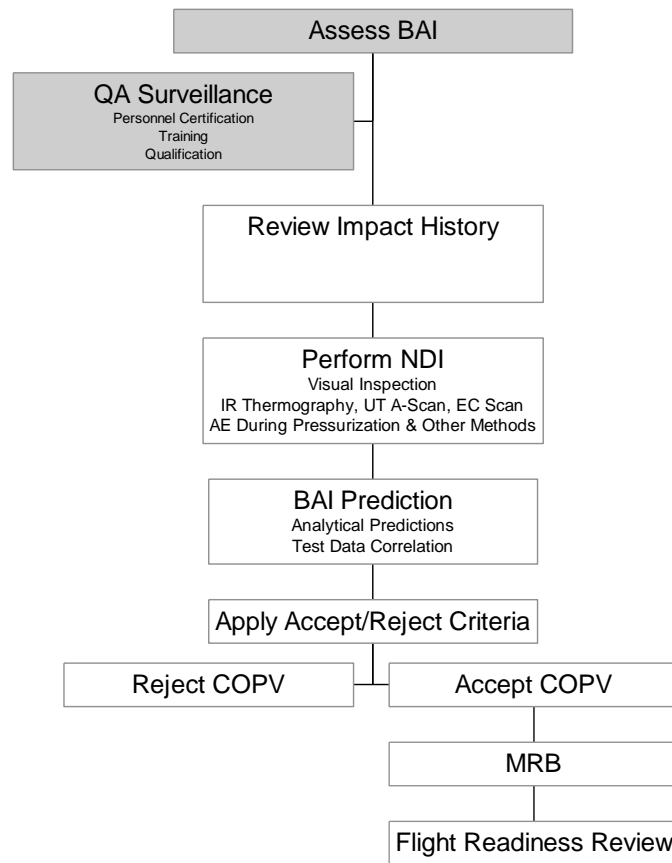 Assess BAI
QA Surveillance
Personnel Certification
Training
Qualification
Review Impact History
Perform NDI
Visual Inspection
IR Thermography, UT A-Scan, EC Scan
AE During Pressurization & Other Methods
BAI Prediction
Analytical Predictions
Test Data Correlation
Apply Accept/Reject Criteria
Reject COPV
Accept COPV
MRB
Flight Readiness Review